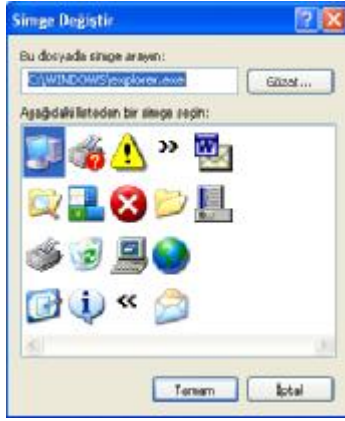 Simge Değiştir
Bu dosyada simge arayın:
C:\WINDOWS\explorer.exe
Gözat...
Aşağıdaki listeden bir simge seçin:
Tamam
İptal